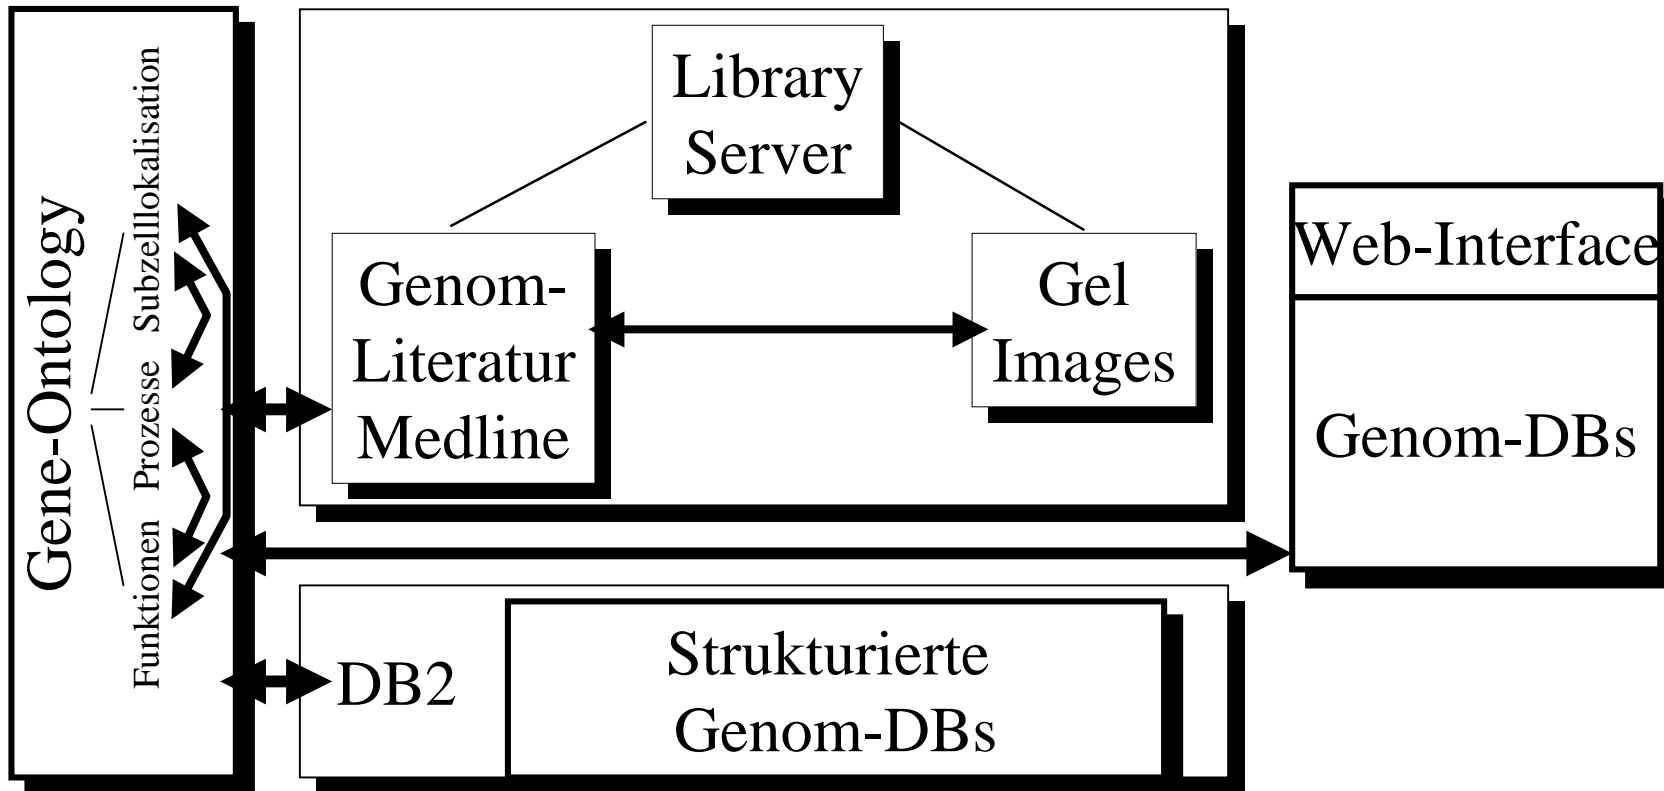 Gene-Ontology
Subzelllokalisation
Prozesse
Funktionen
Library
Server
Genom-
Literatur
Medline
Gel
Images
Web-Interface
Genom-DBs
DB2
Strukturierte
Genom-DBs